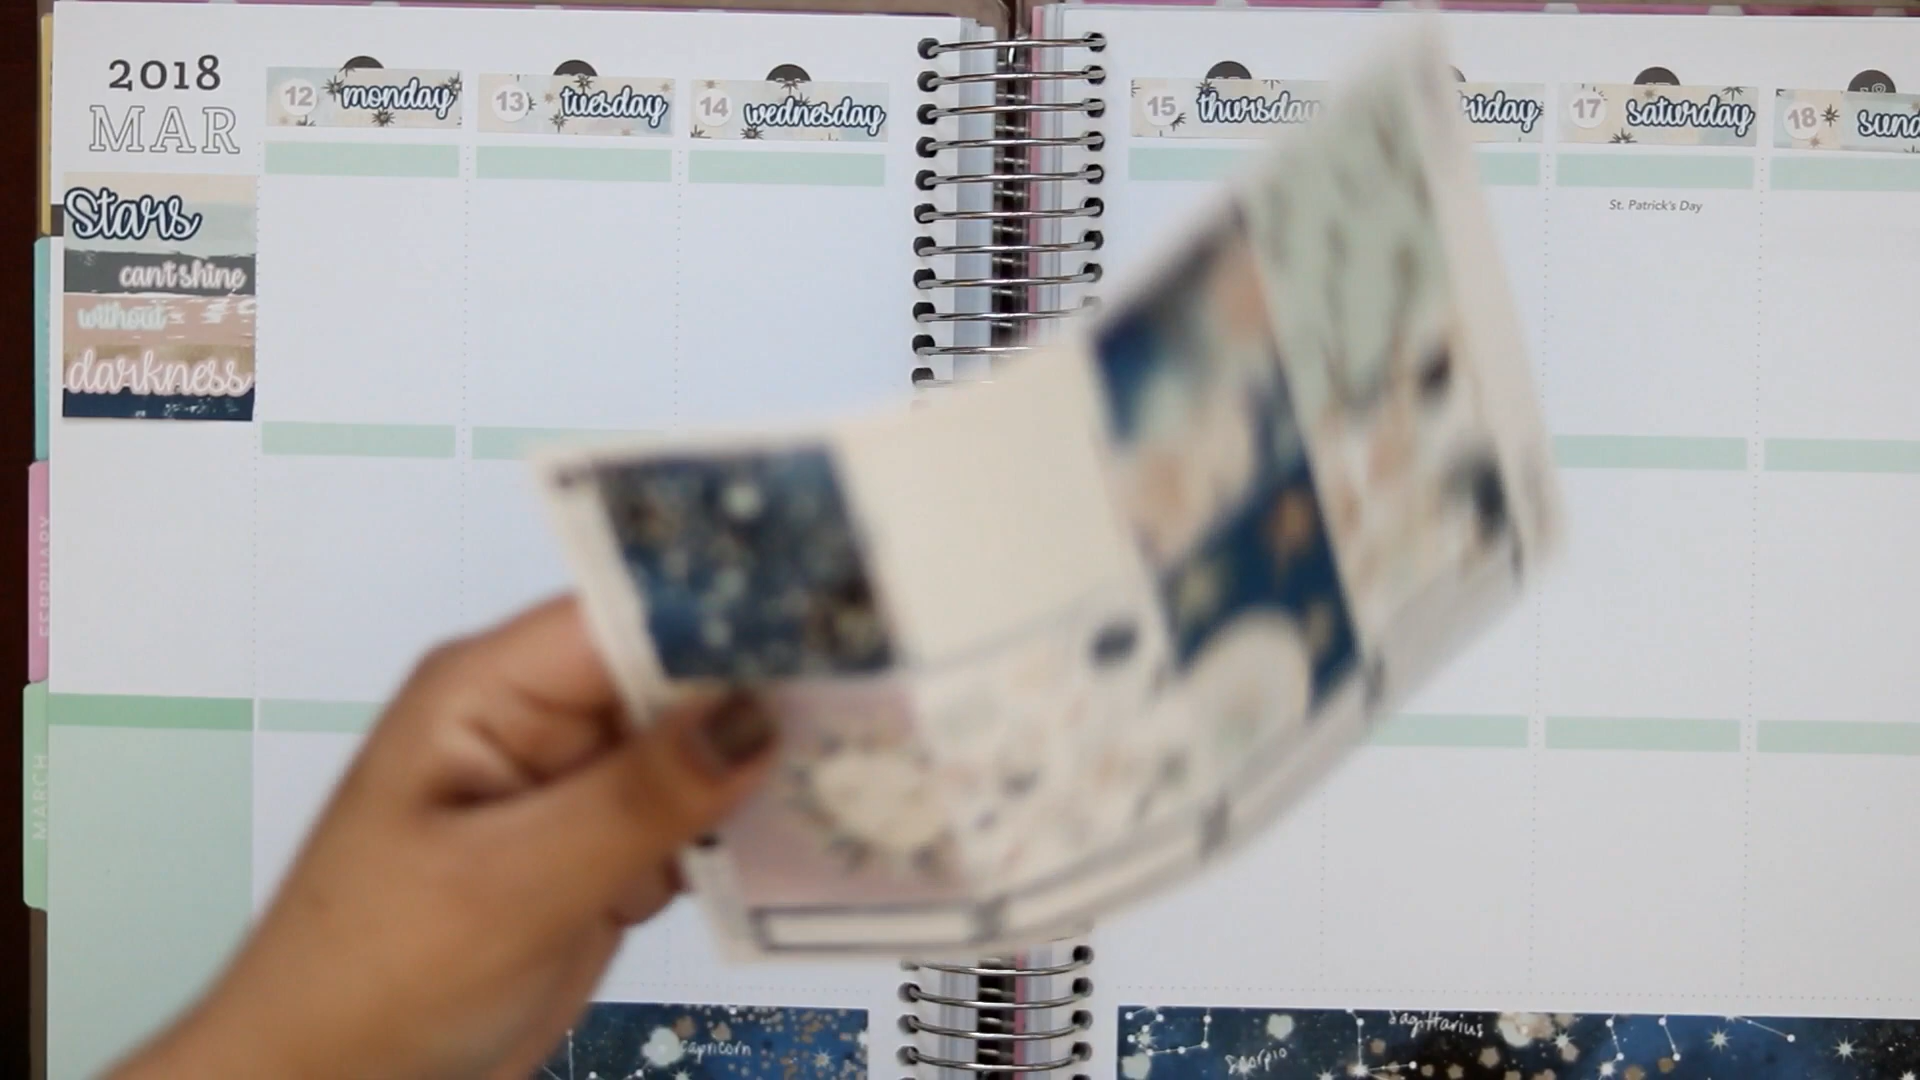 2018
MAR
12 monday
13 tuesday
14 wednesday
15 thursday
17 saturday
18
St. Patrick's Day
Stars
can't shine
without
darkness
FEBRUARY
MARCH
capricorn
Scorpio
Sagittarius